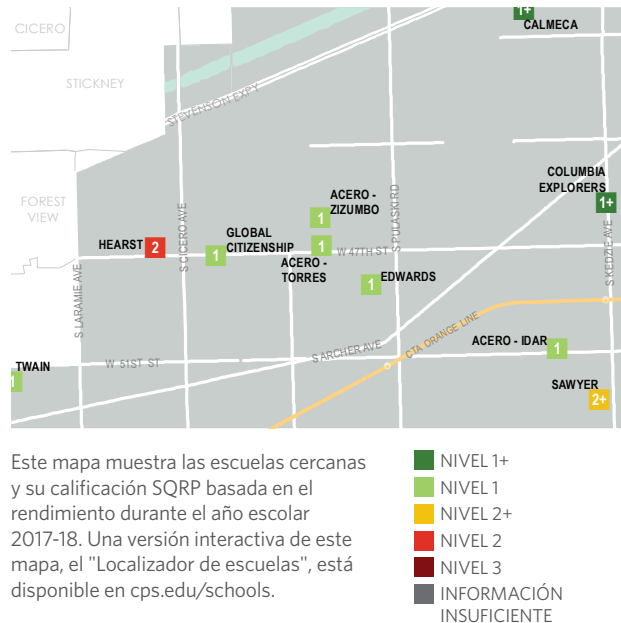 CICERO
1+
CALMECA
STICKNEY
S STEVENSON EXPY
COLUMBIA
EXPLORERS
1+
FOREST
VIEW
ACERO -
ZIZUMBO
1
S PULASKI RD
S CICERO AVE
GLOBAL
CITIZENSHIP
1
HEARST
2
1
ACERO -
TORRES
W 47TH ST
S KEDZIE AVE
EDWARDS
1
S LARAMIE AVE
CTA ORANGE LINE
S ARCHER AVE
ACERO - IDAR
1
W 51ST ST
TWAIN
1
SAWYER
2+
Este mapa muestra las escuelas cercanas
y su calificación SQRP basada en el
rendimiento durante el año escolar
2017-18. Una versión interactiva de este
mapa, el "Localizador de escuelas", está
disponible en cps.edu/schools.
NIVEL 1+
NIVEL 1
NIVEL 2+
NIVEL 2
NIVEL 3
INFORMACIÓN
INSUFICIENTE